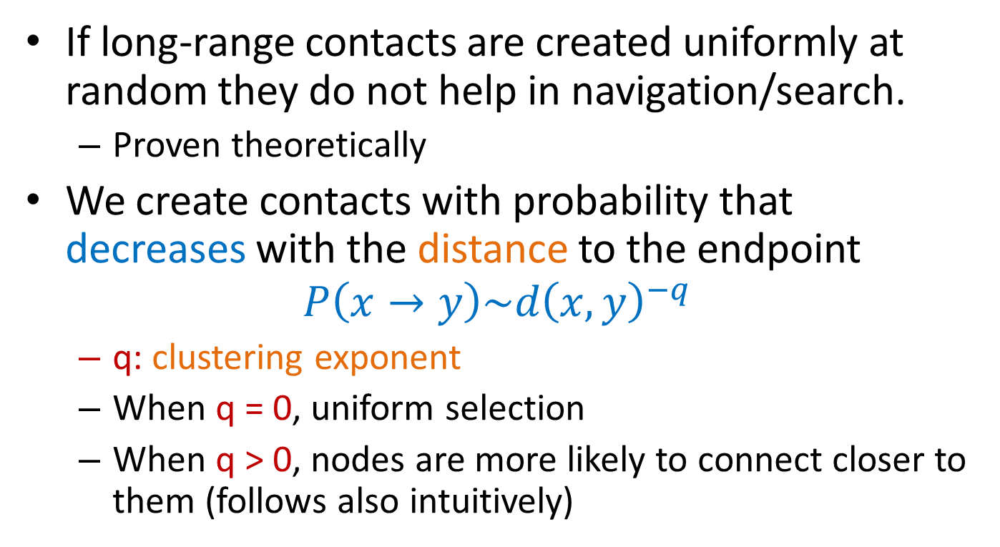 • If long-range contacts are created uniformly at
random they do not help in navigation/search.
– Proven theoretically
• We create contacts with probability that
decreases with the distance to the endpoint
P(x → y)~d(x, y)^{−q}
– q: clustering exponent
– When q = 0, uniform selection
– When q > 0, nodes are more likely to connect closer to
them (follows also intuitively)